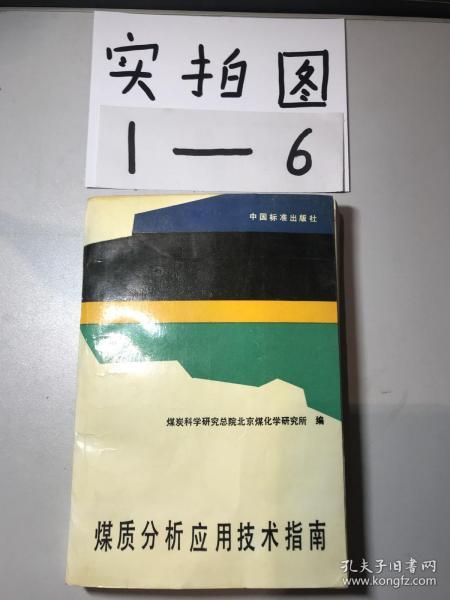 实拍图
1—6
中国标准出版社
煤炭科学研究总院北京煤化学研究所 编
煤质分析应用技术指南
孔夫子旧书网
www.kongfz.com